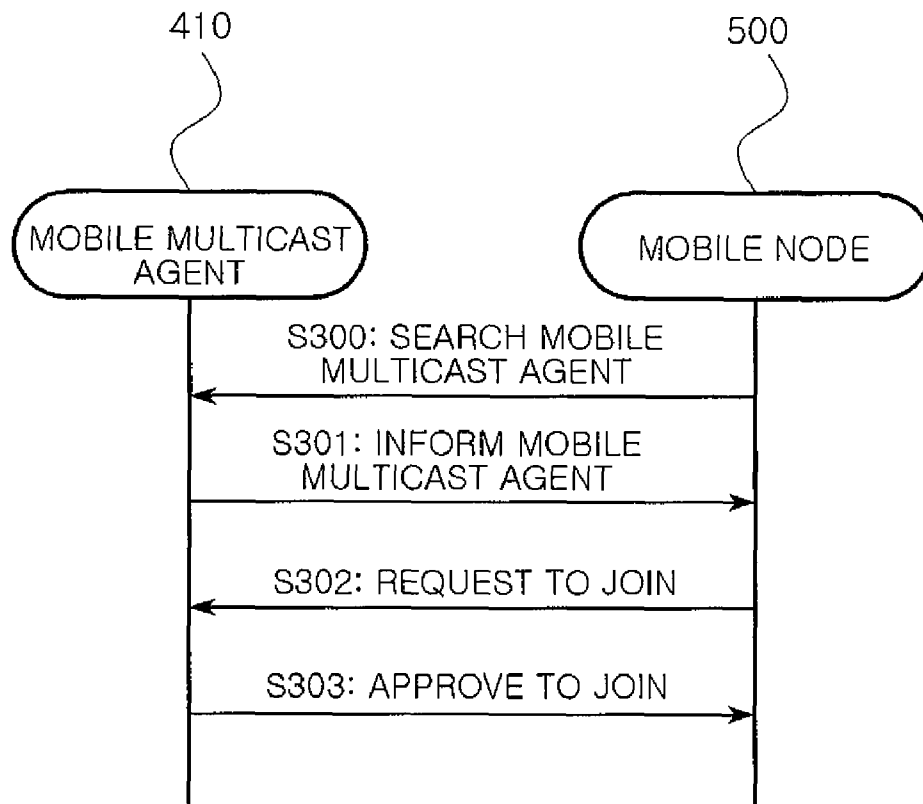 410
500
MOBILE MULTICAST
AGENT
MOBILE NODE
S300: SEARCH MOBILE
MULTICAST AGENT
S301: INFORM MOBILE
MULTICAST AGENT
S302: REQUEST TO JOIN
S303: APPROVE TO JOIN